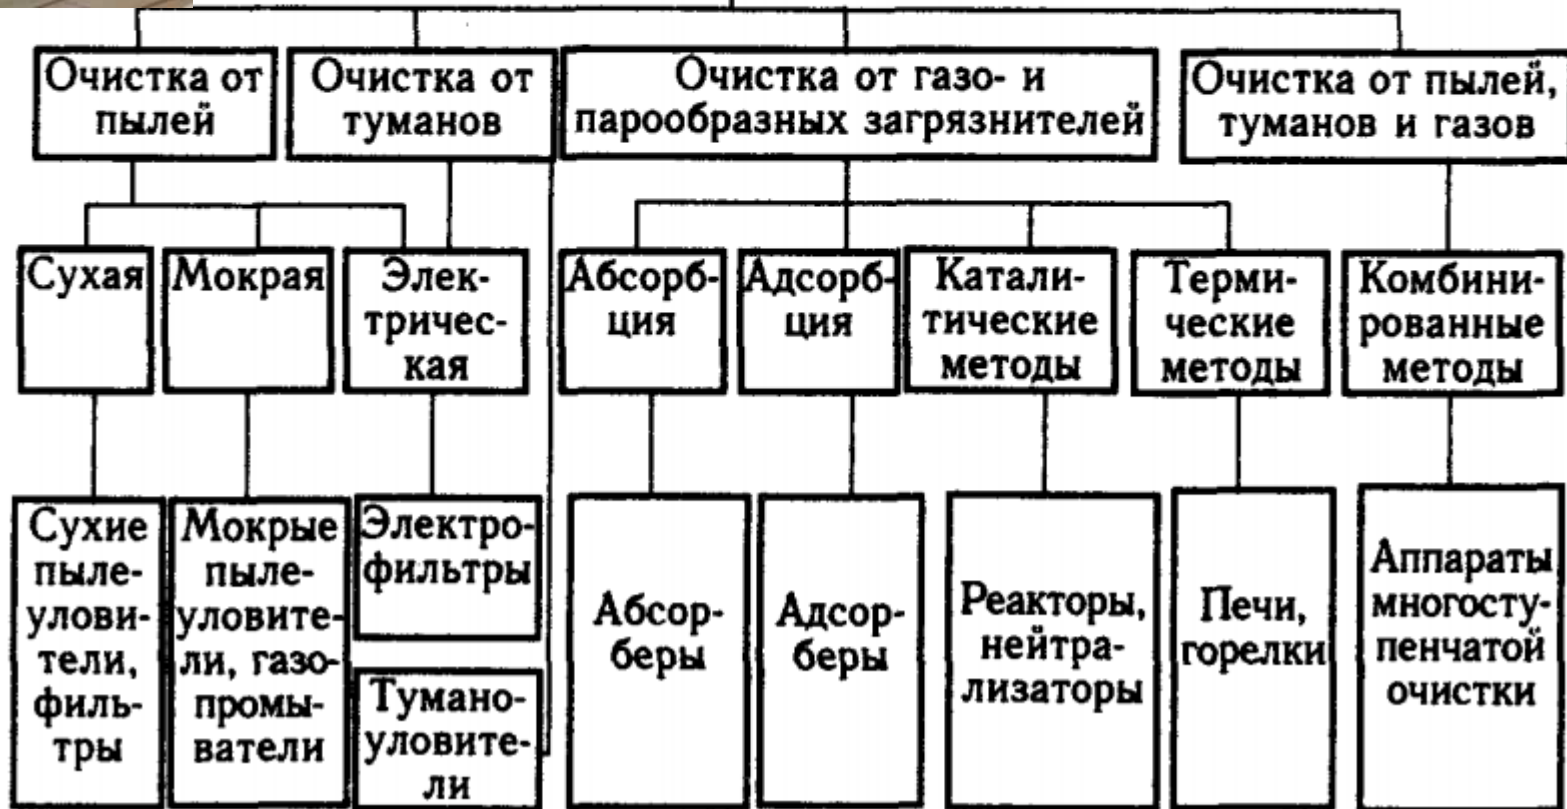 Очистка от
пылей
Очистка от
туманов
Очистка от газо- и
парообразных загрязнителей
Очистка от пылей,
туманов и газов
Сухая
Мокрая
Элек-
тричес-
кая
Абсорб-
ция
Адсорб-
ция
Катали-
тические
методы
Терми-
ческие
методы
Комбини-
рованные
методы
Сухие
пыле-
улови-
тели,
филь-
тры
Мокрые
пыле-
уловите-
ли, газо-
промы-
ватели
Электро-
фильтры
Тумано-
уловите-
ли
Абсор-
беры
Адсор-
беры
Реакторы,
нейтра-
лизаторы
Печи,
горелки
Аппараты
многосту-
пенчатой
очистки